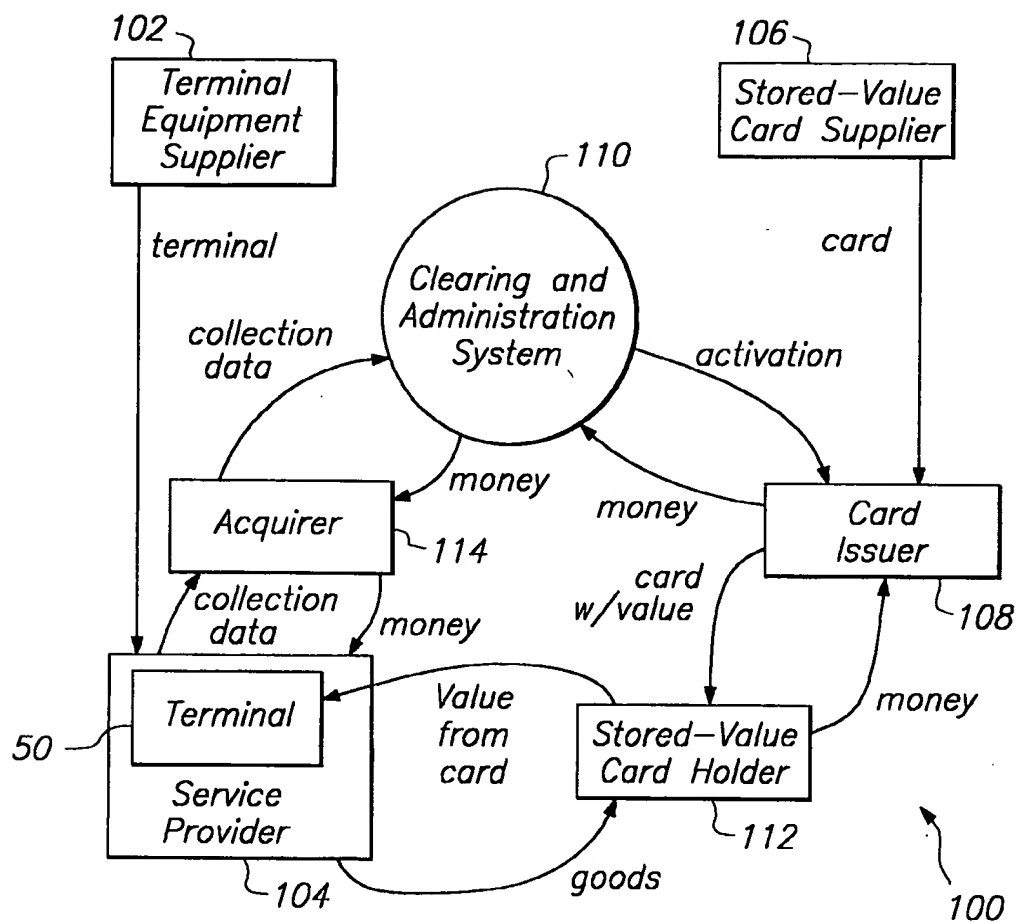 102
Terminal
Equipment
Supplier
106
Stored-Value
Card Supplier
110
terminal
card
Clearing and
Administration
System
collection
data
activation
money
money
Acquirer
114
Card
Issuer
108
collection
data
money
card
w/value
money
Terminal
50
Value
from
card
Stored-Value
Card Holder
112
Service
Provider
104
goods
100